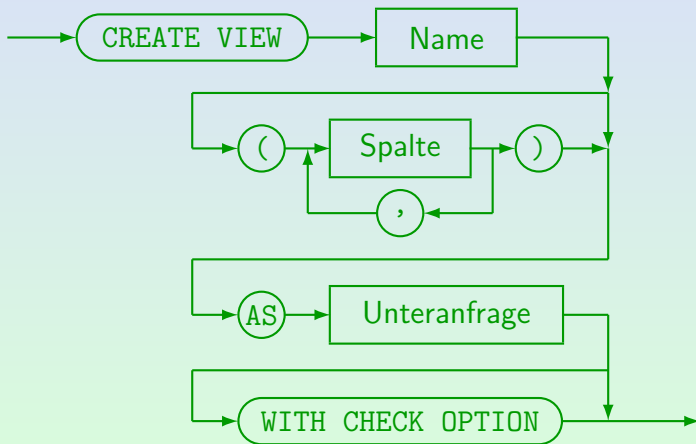 CREATE VIEW Name
( Spalte )
,
AS Unteranfrage
WITH CHECK OPTION